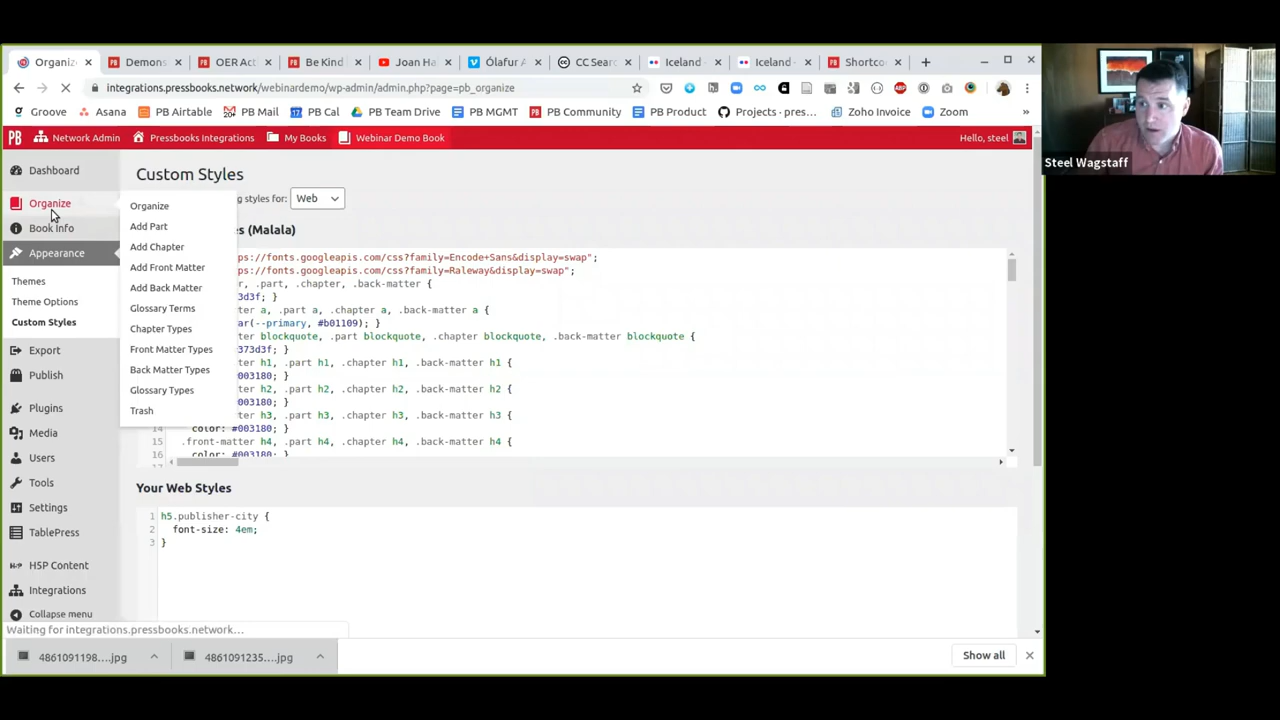 Organize
Demons
OER Act
Be Kind
Joan Ha
Ólafur A
CC Sear
Iceland
Iceland
Shortco
integrations.pressbooks.network/webinardemo/wp-admin/admin.php?page=pb_organize
Groove
Asana
PB Airtable
PB Mail
PB Cal
PB Team Drive
PB MGMT
PB Community
PB Product
Projects · pres…
Zoho Invoice
Zoom
»
PB
Network Admin
Pressbooks Integrations
My Books
Webinar Demo Book
Hello, steel
Steel Wagstaff
Dashboard
Organize
Book Info
Appearance
Themes
Theme Options
Custom Styles
Export
Publish
Plugins
Media
Users
Tools
Settings
TablePress
H5P Content
Integrations
Collapse menu
Organize
Add Part
Add Chapter
Add Front Matter
Add Back Matter
Glossary Terms
Chapter Types
Front Matter Types
Back Matter Types
Glossary Types
Trash
Custom Styles
g styles for: Web
es (Malala)
ps://fonts.googleapis.com/css?family=Encode+Sans&display=swap";
ps://fonts.googleapis.com/css?family=Raleway&display=swap";
r, .part, .chapter, .back-matter {
3d3f; }
ter a, .part a, .chapter a, .back-matter a {
ar(--primary, #b01109); }
ter blockquote, .part blockquote, .chapter blockquote, .back-matter blockquote {
373d3f; }
ter h1, .part h1, .chapter h1, .back-matter h1 {
003180; }
ter h2, .part h2, .chapter h2, .back-matter h2 {
003180; }
ter h3, .part h3, .chapter h3, .back-matter h3 {
14 color: #003180; }
15 .front-matter h4, .part h4, .chapter h4, .back-matter h4 {
16 color: #003180; }
Your Web Styles
1 h5.publisher-city {
2 font-size: 4em;
3 }
Waiting for integrations.pressbooks.network…
4861091198….jpg
4861091235….jpg
Show all